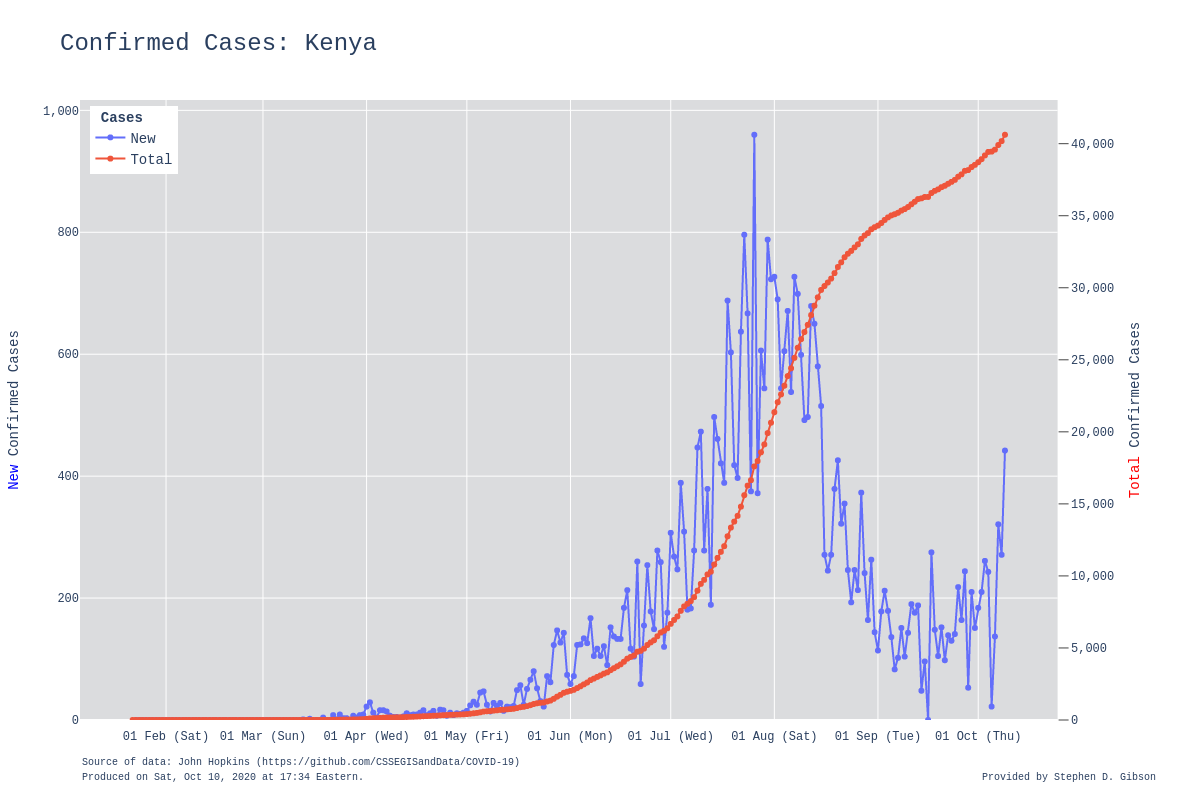 Confirmed Cases: Kenya
Cases
New
Total
1,000
800
600
400
200
0
New Confirmed Cases
40,000
35,000
30,000
25,000
20,000
15,000
10,000
5,000
0
Total Confirmed Cases
01 Feb (Sat) 01 Mar (Sun) 01 Apr (Wed) 01 May (Fri) 01 Jun (Mon) 01 Jul (Wed) 01 Aug (Sat) 01 Sep (Tue) 01 Oct (Thu)
Source of data: John Hopkins (https://github.com/CSSEGISandData/COVID-19)
Produced on Sat, Oct 10, 2020 at 17:34 Eastern.
Provided by Stephen D. Gibson